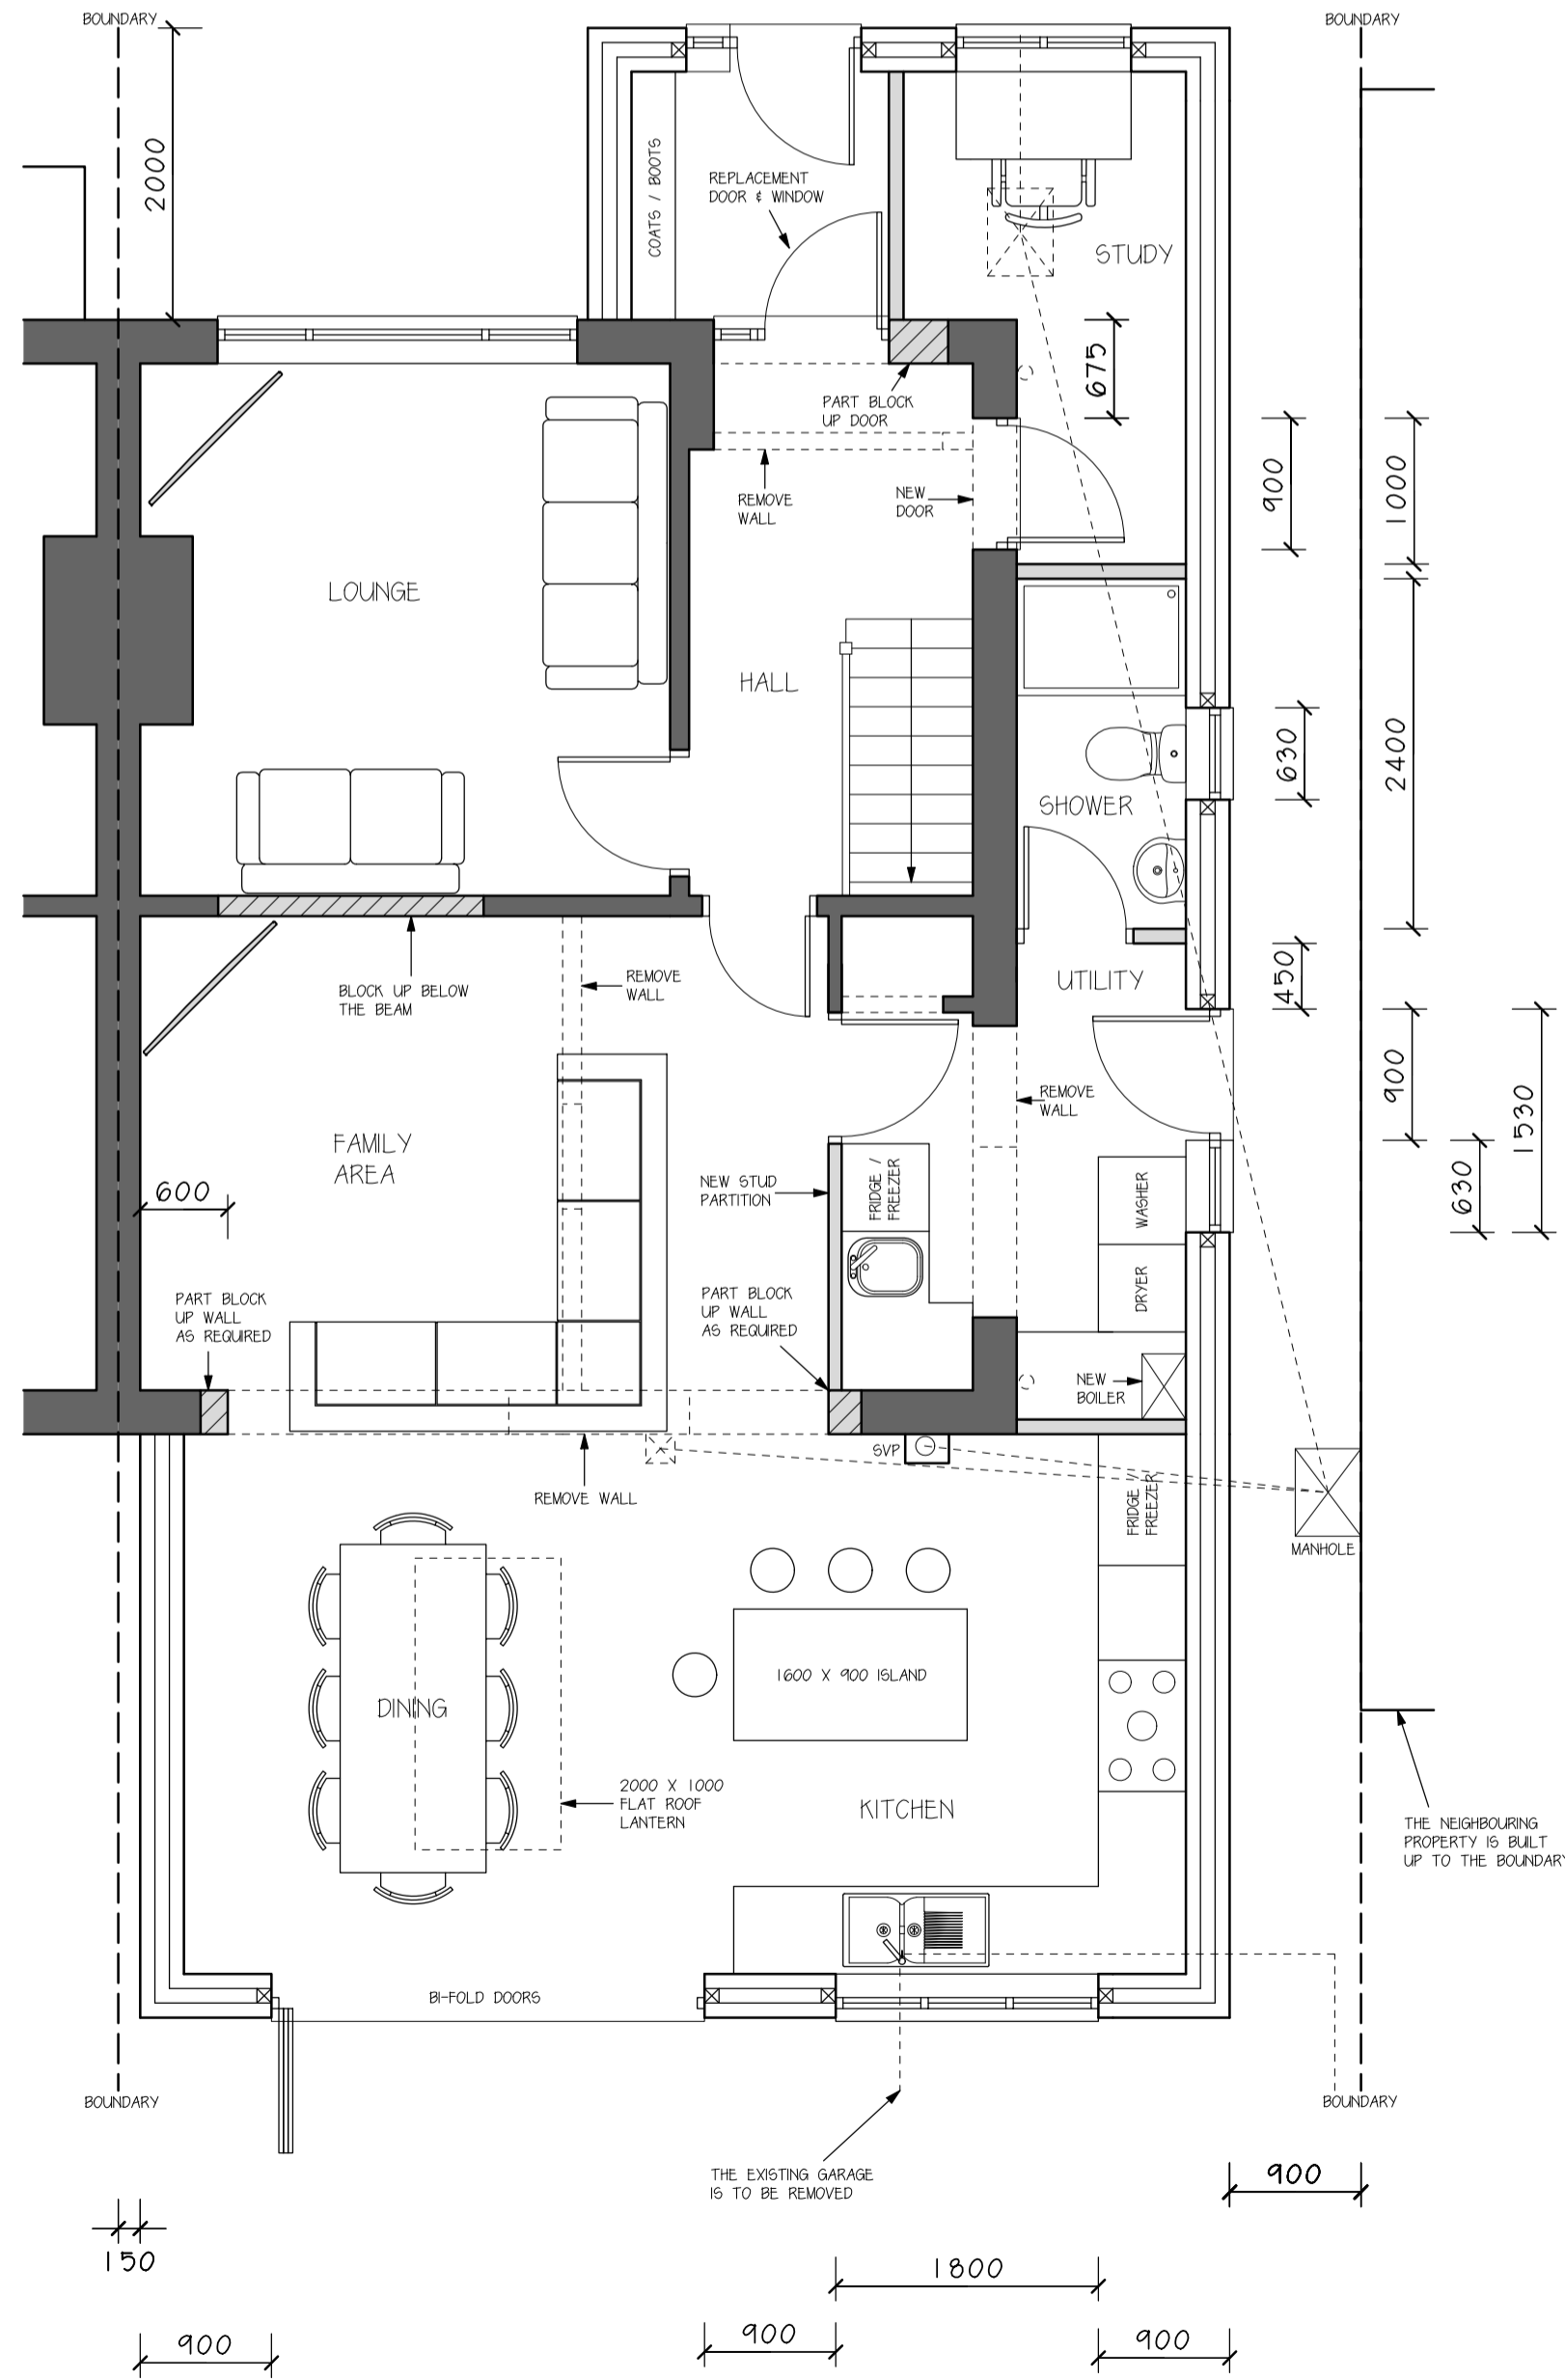 BOUNDARY
BOUNDARY
2000
COATS / BOOTS
REPLACEMENT
DOOR & WINDOW
STUDY
675
PART BLOCK
UP DOOR
900
1000
REMOVE
WALL
NEW
DOOR
LOUNGE
HALL
630
2400
SHOWER
BLOCK UP BELOW
THE BEAM
REMOVE
WALL
UTILITY
450
900
1530
REMOVE
WALL
FAMILY
AREA
600
NEW STUD
PARTITION
FRIDGE /
FREEZER
WASHER
630
DRYER
PART BLOCK
UP WALL
AS REQUIRED
PART BLOCK
UP WALL
AS REQUIRED
NEW
BOILER
SVP
REMOVE WALL
FRIDGE /
FREEZER
MANHOLE
1600 X 900 ISLAND
DINING
2000 X 1000
FLAT ROOF
LANTERN
KITCHEN
THE NEIGHBOURING
PROPERTY IS BUILT
UP TO THE BOUNDAR
BI-FOLD DOORS
BOUNDARY
BOUNDARY
THE EXISTING GARAGE
IS TO BE REMOVED
900
150
1800
900
900
900